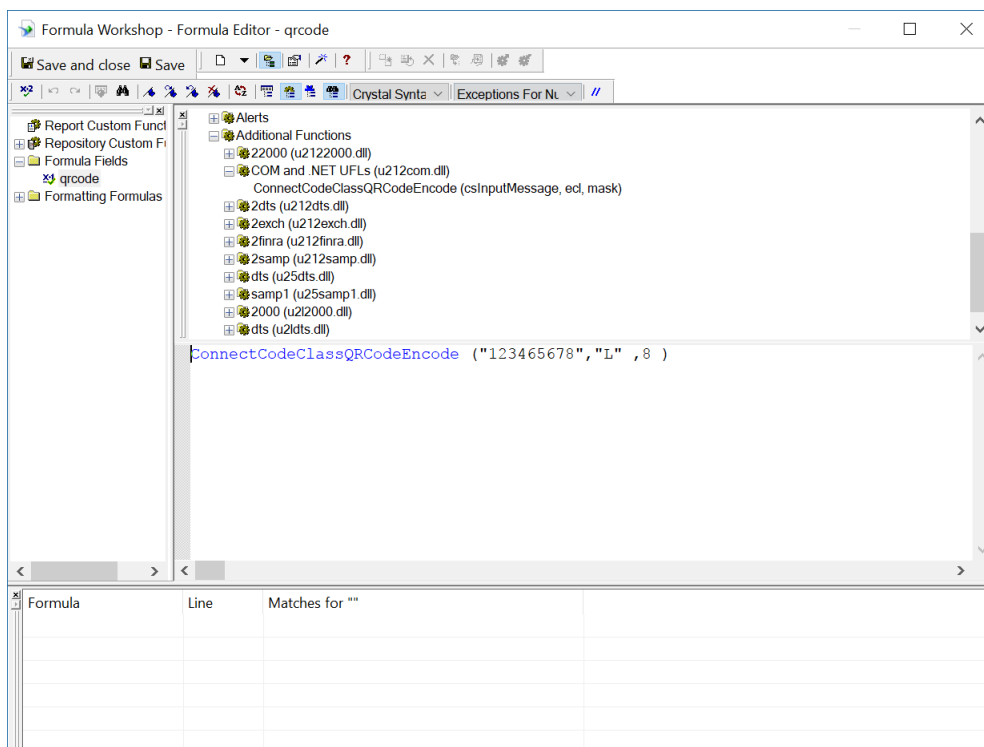 Formula Workshop - Formula Editor - qrcode
Save and close Save
Crystal Synta Exceptions For Nu
Report Custom Funct
Repository Custom F
Formula Fields
qrcode
Formatting Formulas
Alerts
Additional Functions
22000 (u2122000.dll)
COM and .NET UFLs (u212com.dll)
ConnectCodeClassQRCodeEncode (csInputMessage, ecl, mask)
2dts (u212dts.dll)
2exch (u212exch.dll)
2finra (u212finra.dll)
2samp (u212samp.dll)
dts (u25dts.dll)
samp1 (u25samp1.dll)
2000 (u2l2000.dll)
dts (u2ldts.dll)
ConnectCodeClassQRCodeEncode ("123465678","L" ,8 )
Formula Line Matches for ""